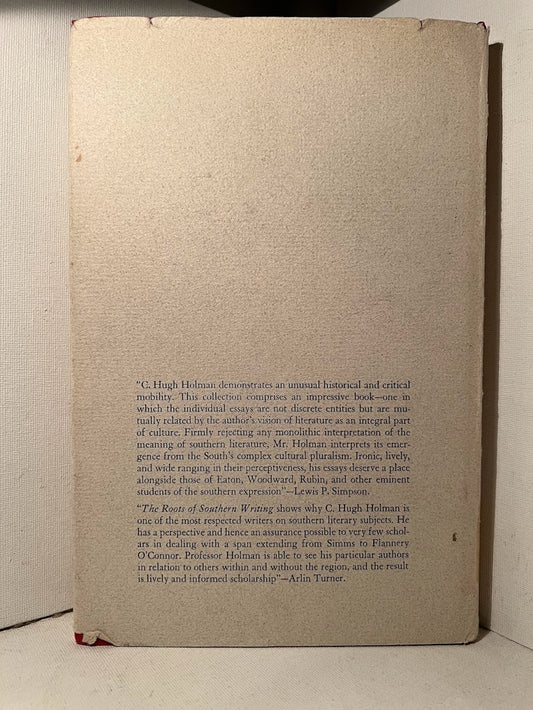 "C. Hugh Holman demonstrates an unusual historical and critical
mobility. This collection comprises an impressive book—one
in which the individual essays are not discrete entities but are mu-
tually related by the author's vision of literature as an integral part
of culture. Firmly rejecting any monolithic interpretation of the
meaning of southern literature, Mr. Holman interprets its emer-
gence from the South's complex cultural pluralism. Ironic, lively,
and wide ranging in their perceptiveness, his essays deserve a place
alongside those of Eaton, Woodward, Rubin, and other eminent
students of the southern expression"—Lewis P. Simpson.
"The Roots of Southern Writing shows why C. Hugh Holman is
one of the most respected writers on southern literary subjects. He
has a perspective and hence an assurance possible to very few schol-
ars in dealing with a span extending from Simms to Flannery
O'Connor. Professor Holman is able to see his particular authors
in relation to others within and without the region, and the result
is lively and informed scholarship"—Arlin Turner.